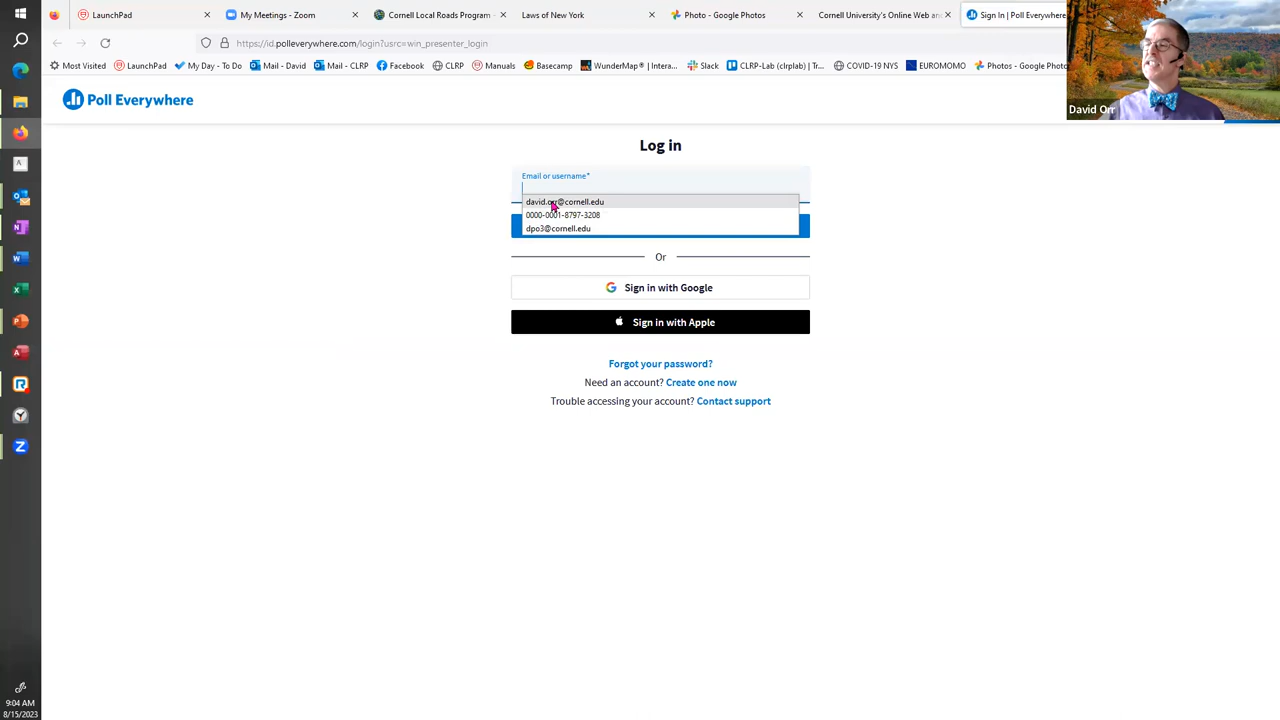 LaunchPad
My Meetings - Zoom
Cornell Local Roads Program -
Laws of New York
Photo - Google Photos
Cornell University's Online Web and
Sign In | Poll Everywhere
https://id.polleverywhere.com/login?usrc=win_presenter_login
Most Visited
LaunchPad
My Day - To Do
Mail - David
Mail - CLRP
Facebook
CLRP
Manuals
Basecamp
WunderMap® | Intera...
Slack
CLRP-Lab (clrplab) | Tr...
COVID-19 NYS
EUROMOMO
Photos - Google Photo
David Orr
Poll Everywhere
Log in
Email or username*
david.orr@cornell.edu
0000-0001-8797-3208
dpo3@cornell.edu
Or
Sign in with Google
Sign in with Apple
Forgot your password?
Need an account? Create one now
Trouble accessing your account? Contact support
9:04 AM
8/15/2023